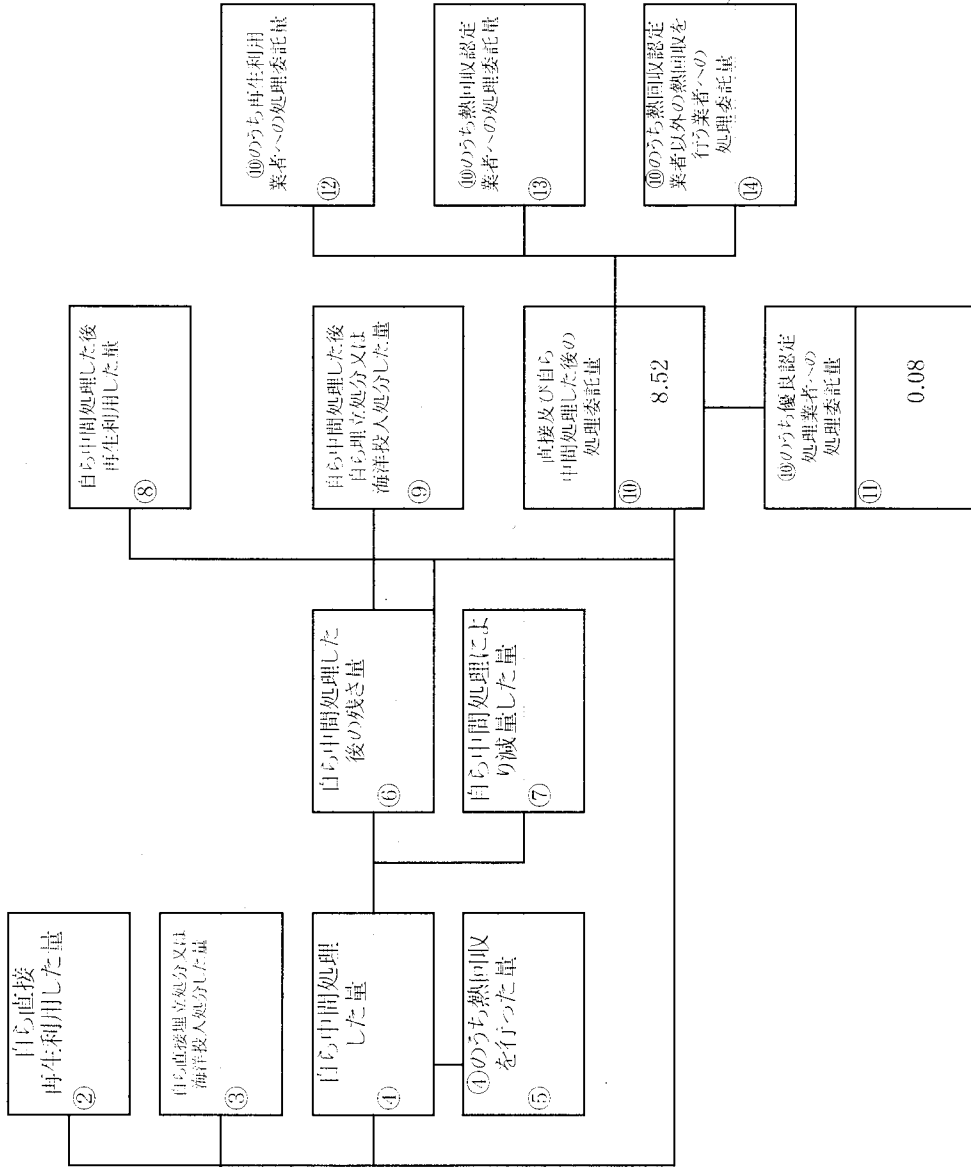 自ら直接
再生利用した量
②
自ら直接埋立処分又は
海洋投入処分した量
③
自ら中間処理
した量
④
④のうち熱回収
を行った量
⑤
自ら中間処理した
後の残さ量
⑥
自ら中間処理によ
り減量した量
⑦
自ら中間処理した後
再生利用した量
⑧
自ら中間処理した後
自ら埋立処分又は
海洋投入処分した量
⑨
直接及び自ら
中間処理した後の
処理委託量
⑩
8.52
⑩のうち優良認定
処理業者への
処理委託量
⑪
0.08
⑩のうち再生利用
業者への処理委託量
⑫
⑩のうち熱回収認定
業者への処理委託量
⑬
⑩のうち熱回収認定
業者以外の熱回収を
行う業者への
処理委託量
⑭